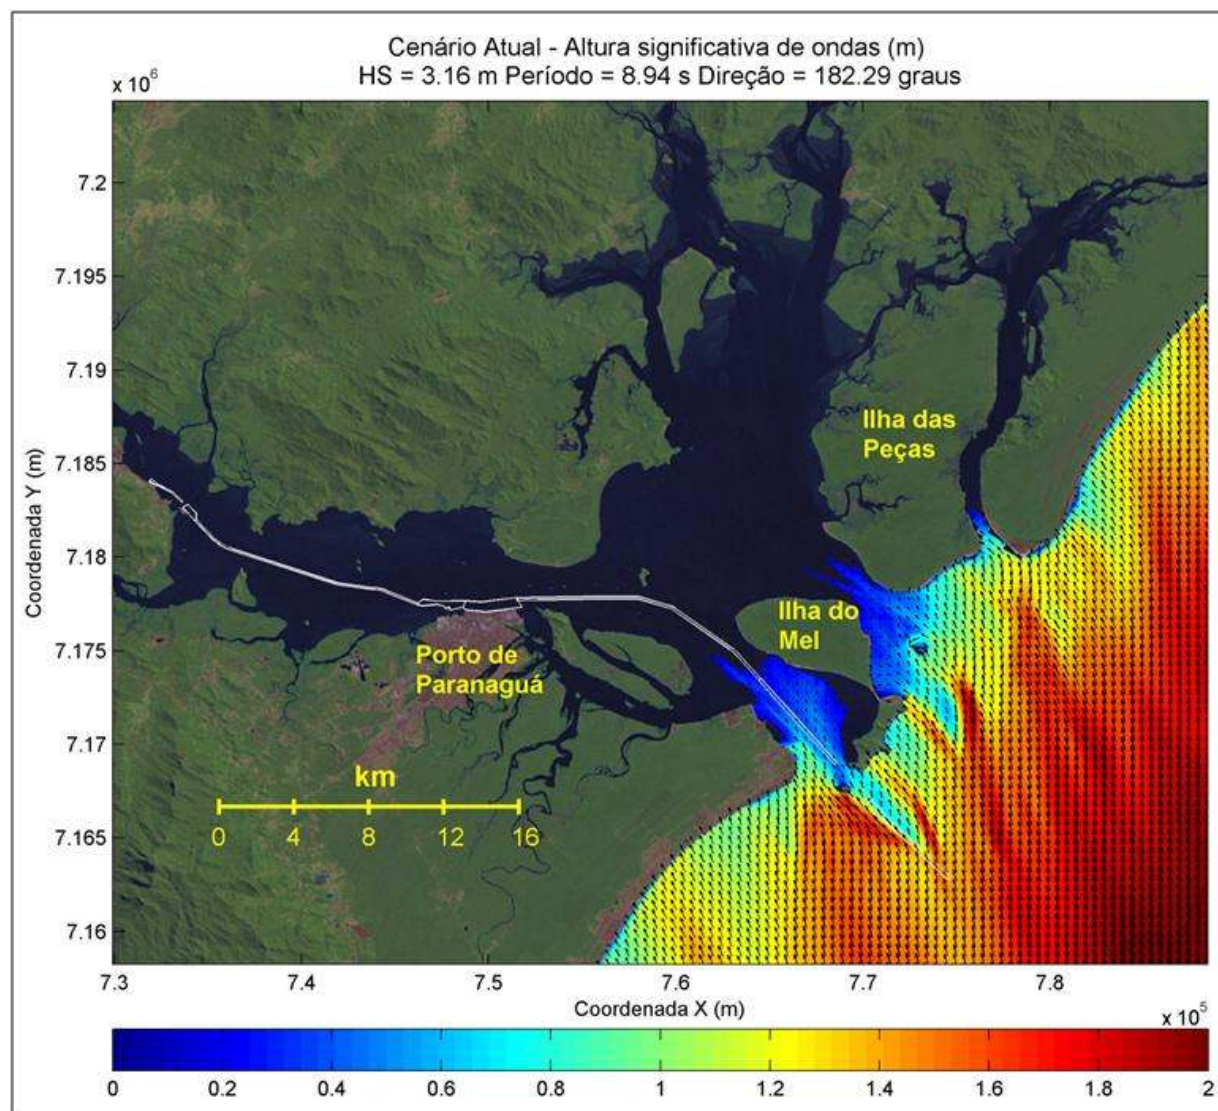 Cenário Atual - Altura significativa de ondas (m)
HS = 3.16 m Período = 8.94 s Direção = 182.29 graus
x 10^6
7.2
7.195
7.19
7.185
7.18
7.175
7.17
7.165
7.16
Coordenada Y (m)
Ilha das
Peças
Ilha do
Mel
Porto de
Paranaguá
km
0 4 8 12 16
7.3 7.4 7.5 7.6 7.7 7.8
Coordenada X (m)
x 10^5
0 0.2 0.4 0.6 0.8 1 1.2 1.4 1.6 1.8 2